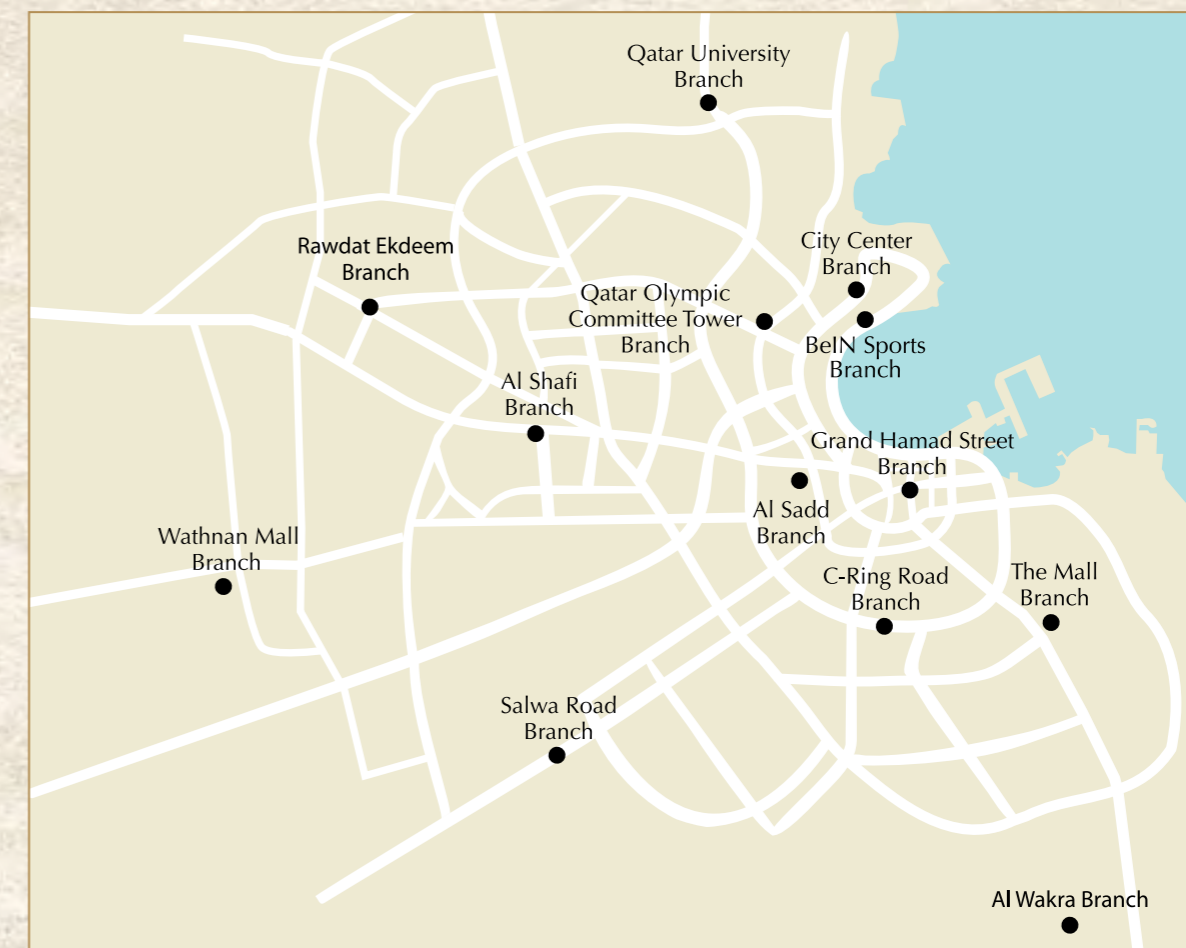 Qatar University
Branch
City Center
Branch
Rawdat Ekdeem
Branch
Qatar Olympic
Committee Tower
Branch
BeIN Sports
Branch
Al Shafi
Branch
Grand Hamad Street
Branch
Al Sadd
Branch
Wathnan Mall
Branch
C-Ring Road
Branch
The Mall
Branch
Salwa Road
Branch
Al Wakra Branch